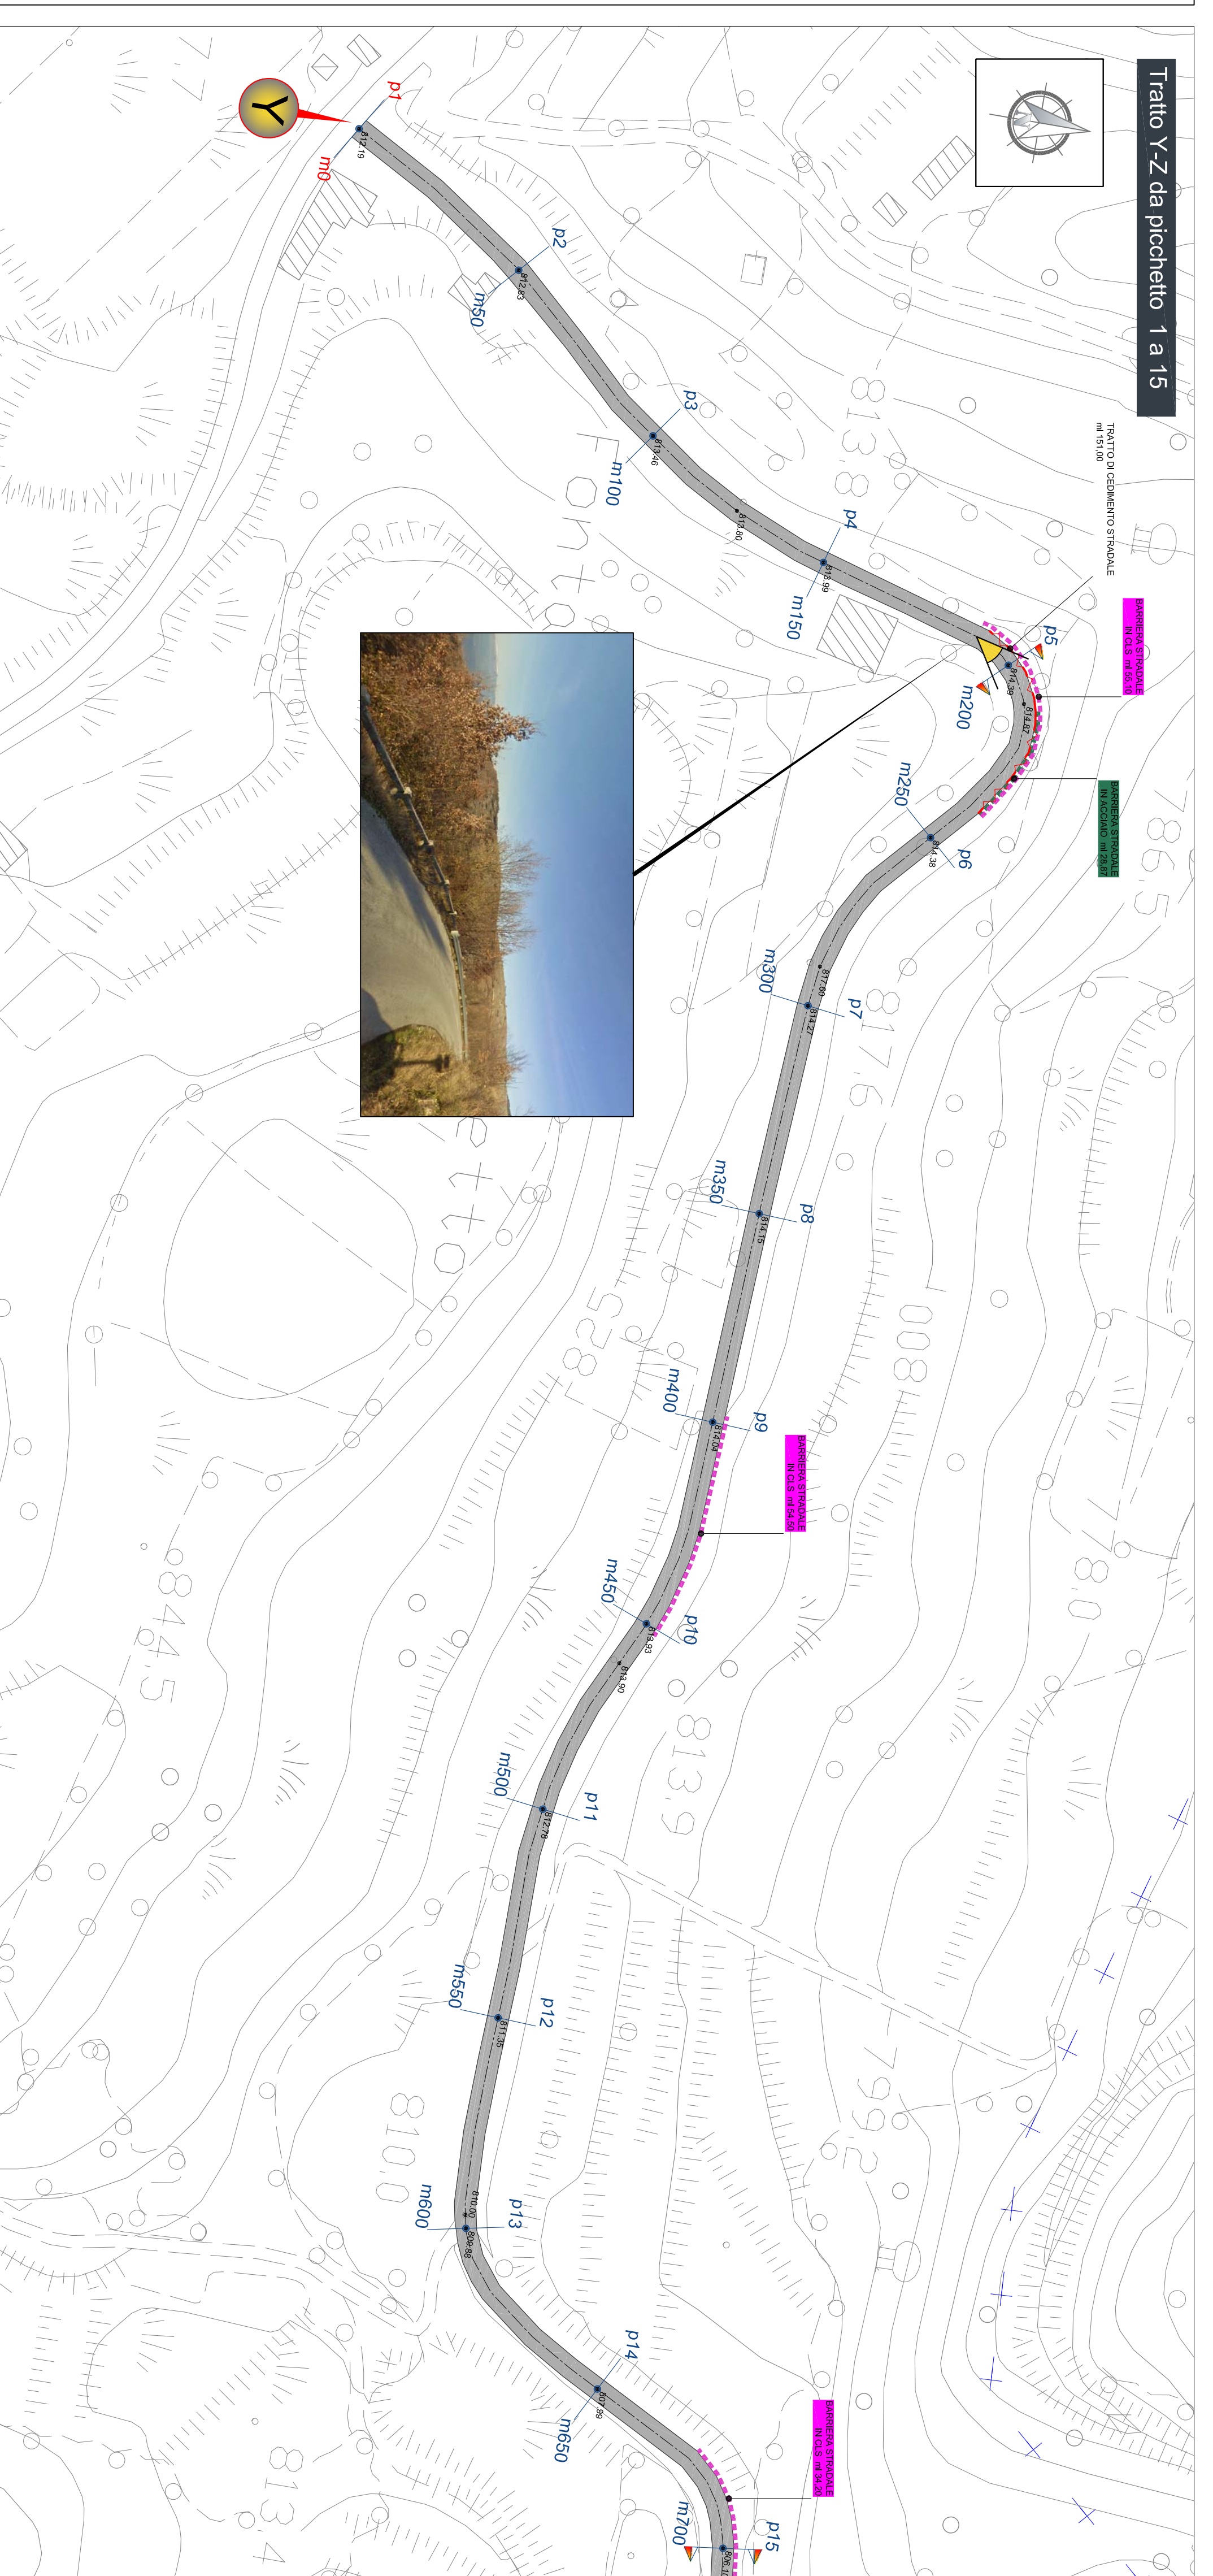 Tratto Y-Z da picchetto 1 a 15
TRATTO DI CEDIMENTO STRADALE
ml 151,00
BARRIERA STRADALE
IN CLS ml 55,10
BARRIERA STRADALE
IN ACCIAIO ml 28,87
BARRIERA STRADALE
IN CLS ml 54,50
BARRIERA STRADALE
IN CLS ml 34,20
Y
p1
812.19
m0
p2
812.83
m50
p3
813.46
m100
813.80
p4
813.99
m150
p5
814.39
m200
814.87
p6
814.38
m250
817.60
p7
814.27
m300
p8
814.15
m350
p9
814.04
m400
p10
813.93
m450
813.90
p11
812.78
m500
p12
811.35
m550
810.00
p13
809.88
m600
p14
807.99
m650
p15
m700
813.8
817.6
813.9
810.0
844.5